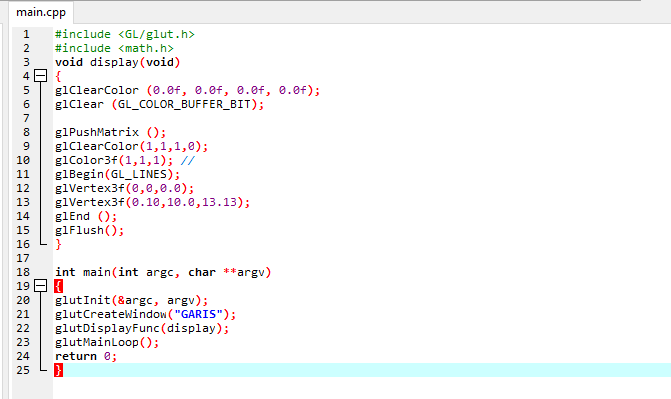 main.cpp
1 #include <GL/glut.h>
2 #include <math.h>
3 void display(void)
4 {
5 glClearColor (0.0f, 0.0f, 0.0f, 0.0f);
6 glClear (GL_COLOR_BUFFER_BIT);
7
8 glPushMatrix ();
9 glClearColor(1,1,1,0);
10 glColor3f(1,1,1); //
11 glBegin(GL_LINES);
12 glVertex3f(0,0,0.0);
13 glVertex3f(0.10,10.0,13.13);
14 glEnd ();
15 glFlush();
16 }
17
18 int main(int argc, char **argv)
19 {
20 glutInit(&argc, argv);
21 glutCreateWindow("GARIS");
22 glutDisplayFunc(display);
23 glutMainLoop();
24 return 0;
25 }